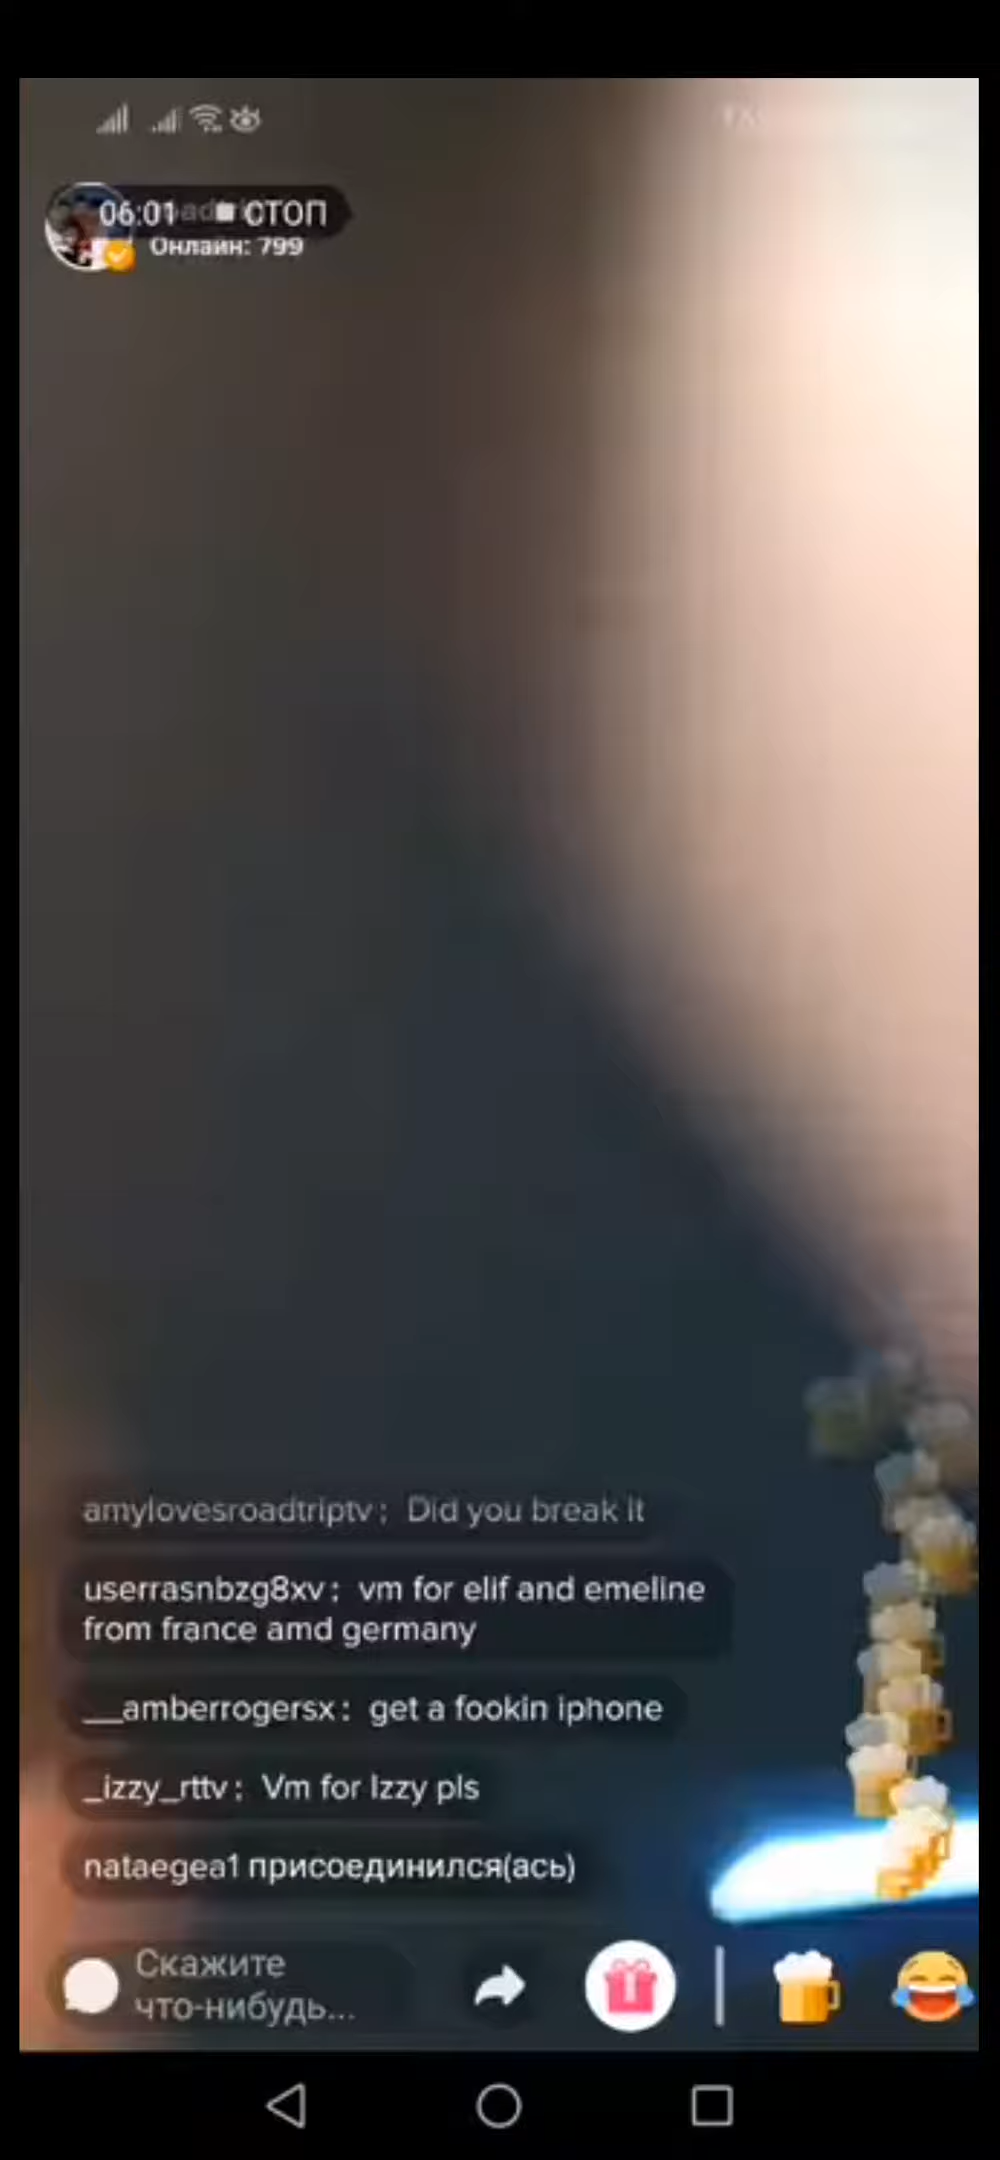 06:01 СТОП
Онлайн: 799
amylovesroadtriptv: Did you break it
userrasnbzg8xv: vm for elif and emeline
from france amd germany
__amberrogersx: get a fookin iphone
_izzy_rttv: Vm for Izzy pls
nataegea1 присоединился(ась)
Скажите
что-нибудь...